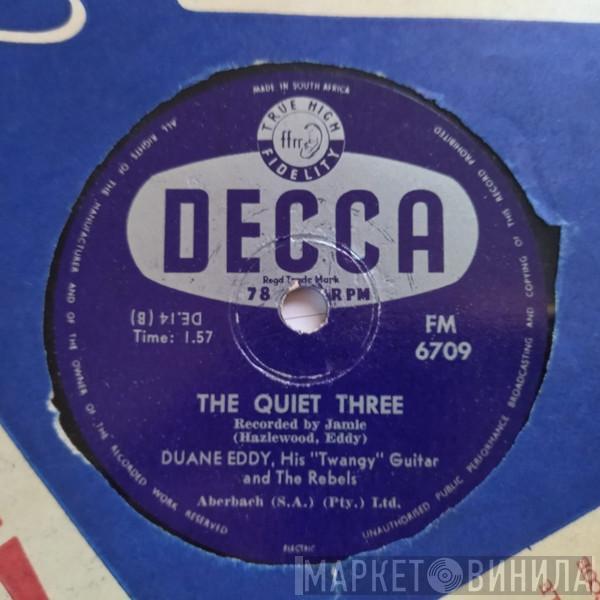 MADE IN SOUTH AFRICA
TRUE HIGH FIDELITY
ffrr
DECCA
Regd Trade Mark
78 RPM
DE.14 (B)
Time: 1.57
FM
6709
THE QUIET THREE
Recorded by Jamie
(Hazlewood, Eddy)
DUANE EDDY, His "Twangy" Guitar
and The Rebels
Aberbach (S.A.) (Pty.) Ltd.
ELECTRIC
ALL RIGHTS OF THE MANUFACTURER AND OF THE OWNER OF THE RECORDED WORK RESERVED
UNAUTHORISED PUBLIC PERFORMANCE BROADCASTING AND COPYING OF THIS RECORD PROHIBITED
МАРКЕТ ВИНИЛА